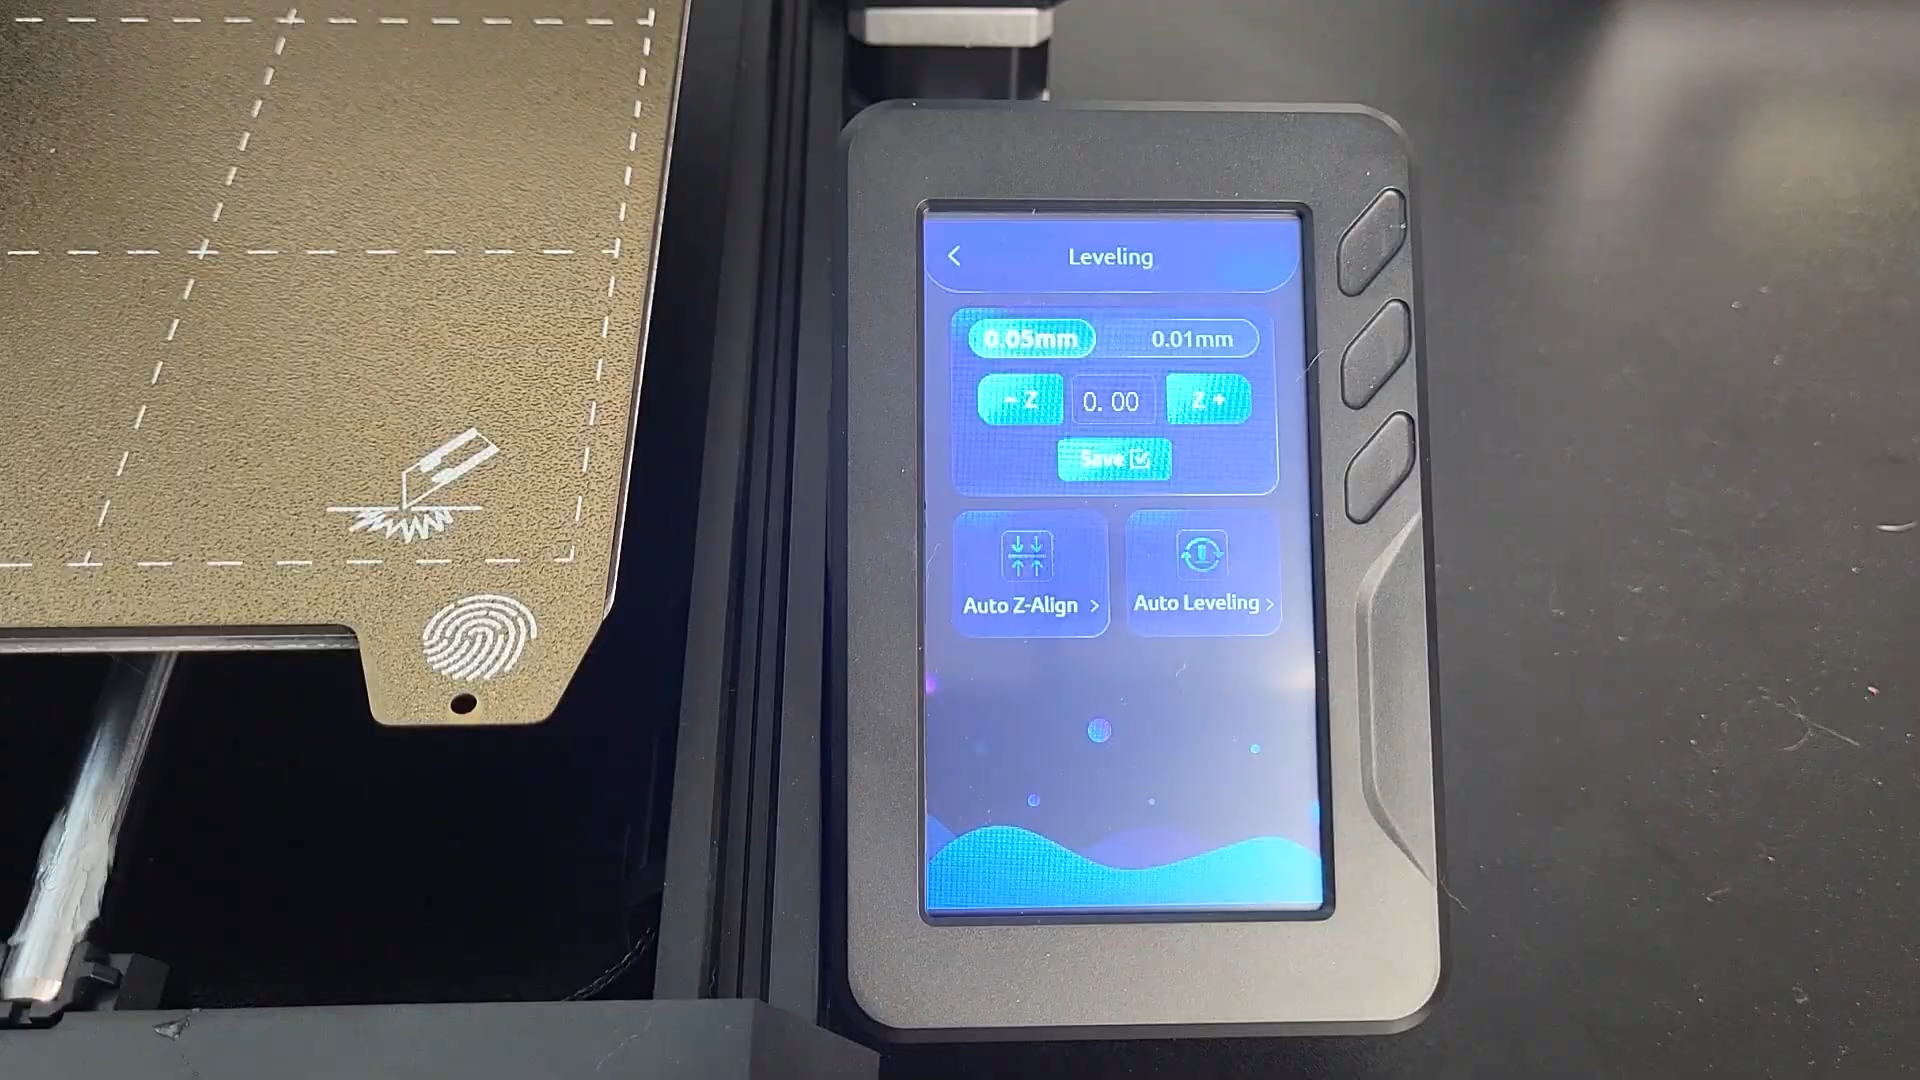 Leveling
0.05mm 0.01mm
- Z 0.00 Z +
Save
Auto Z-Align > Auto Leveling >